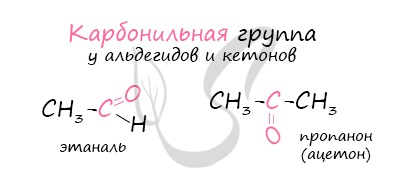 Карбонильная группа
у альдегидов и кетонов
CH₃-C=O
H
этаналь
CH₃-C-CH₃
O
пропанон
(ацетон)